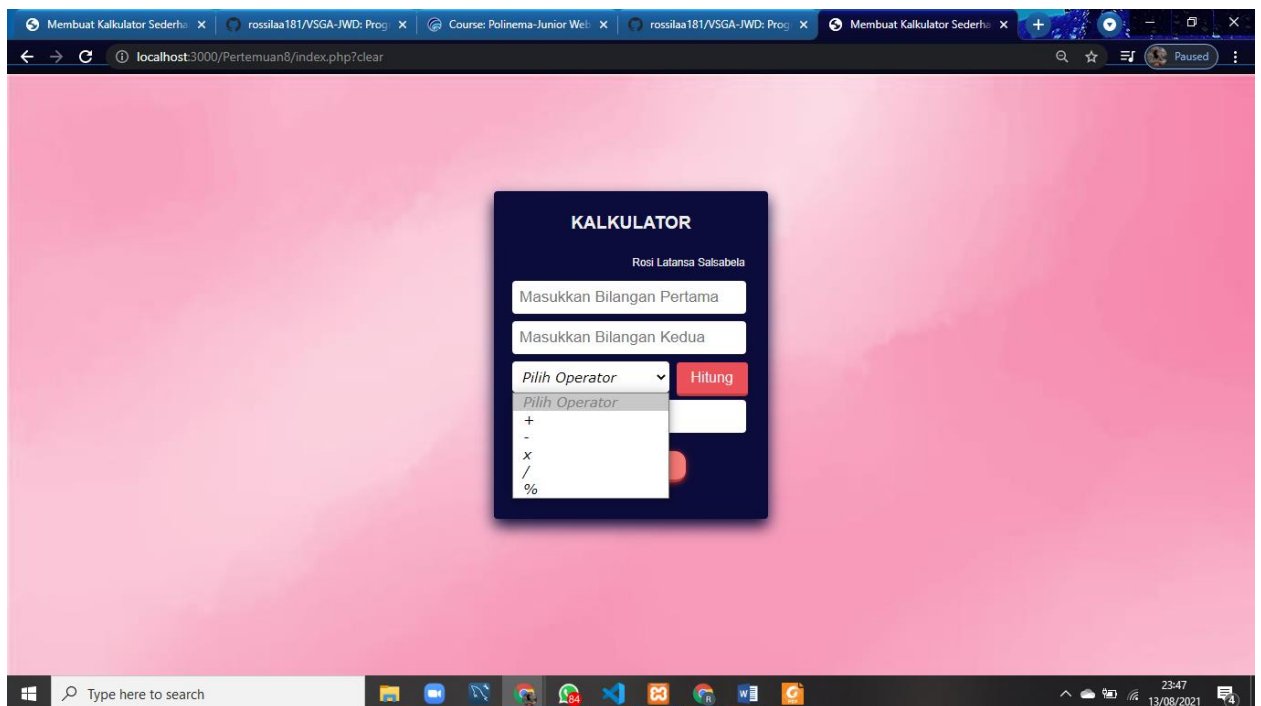 Membuat Kalkulator Sederha
rossilaa181/VSGA-JWD: Prog
Course: Polinema-Junior Web
rossilaa181/VSGA-JWD: Prog
Membuat Kalkulator Sederha
localhost:3000/Pertemuan8/index.php?clear
Paused
KALKULATOR
Rosi Latansa Salsabela
Masukkan Bilangan Pertama
Masukkan Bilangan Kedua
Pilih Operator
Hitung
Pilih Operator
+
-
x
/
%
Type here to search
84
23:47
13/08/2021
4